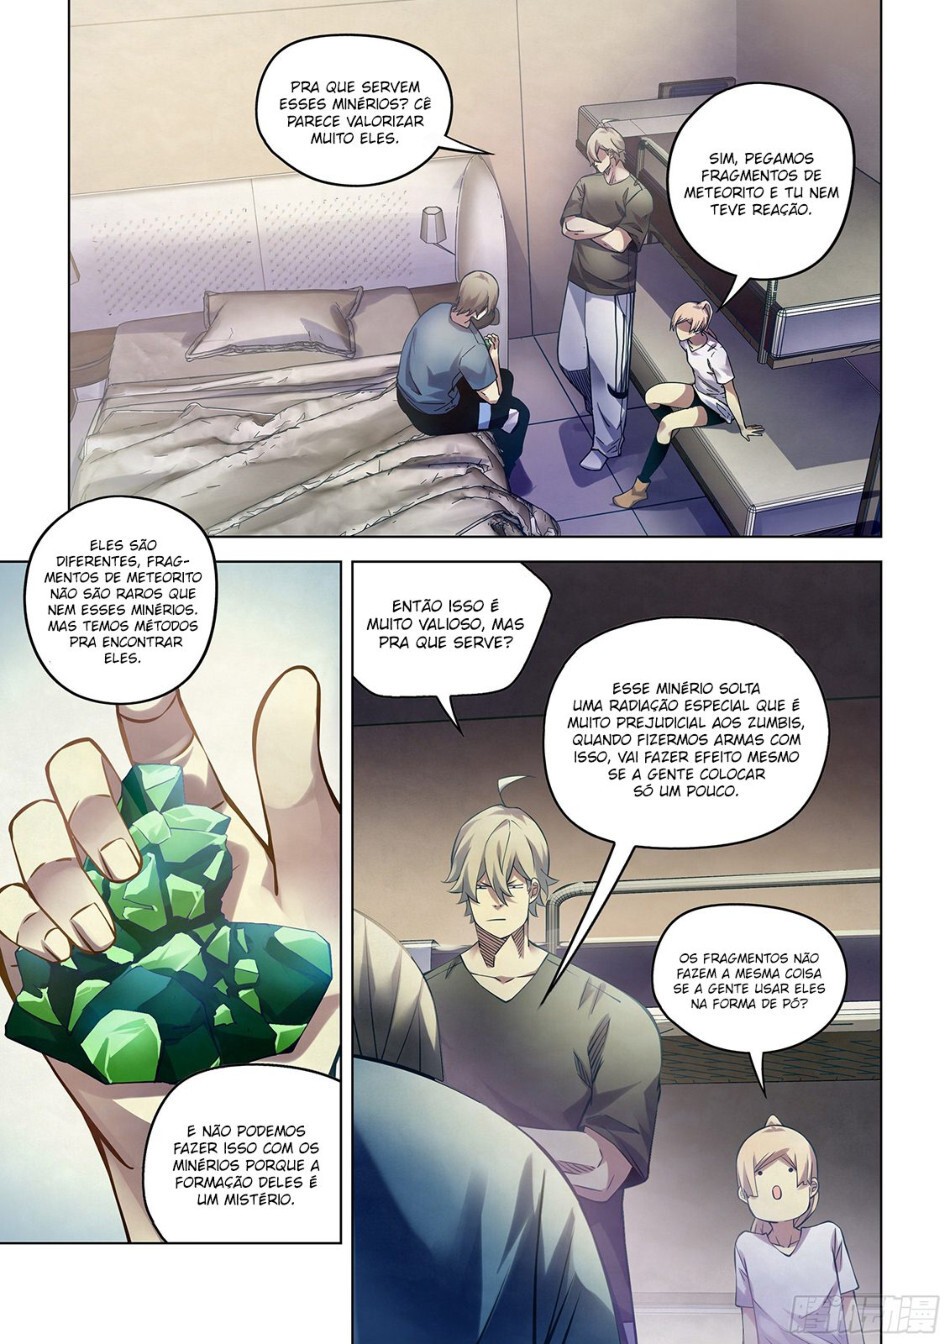 PRA QUE SERVEM
ESSES MINÉRIOS? CÊ
PARECE VALORIZAR
MUITO ELES.
SIM, PEGAMOS
FRAGMENTOS DE
METEORITO E TU NEM
TEVE REAÇÃO.
ELES SÃO
DIFERENTES, FRAG-
MENTOS DE METEORITO
NÃO SÃO RAROS QUE
NEM ESSES MINÉRIOS.
MAS TEMOS MÉTODOS
PRA ENCONTRAR
ELES.
E NÃO PODEMOS
FAZER ISSO COM OS
MINÉRIOS PORQUE A
FORMAÇÃO DELES É
UM MISTÉRIO.
ENTÃO ISSO É
MUITO VALIOSO, MAS
PRA QUE SERVE?
ESSE MINÉRIO SOLTA
UMA RADIAÇÃO ESPECIAL QUE É
MUITO PREJUDICIAL AOS ZUMBIS,
QUANDO FIZERMOS ARMAS COM
ISSO, VAI FAZER EFEITO MESMO
SE A GENTE COLOCAR
SÓ UM POUCO.
OS FRAGMENTOS NÃO
FAZEM A MESMA COISA
SE A GENTE USAR ELES
NA FORMA DE PÓ?
腾讯动漫